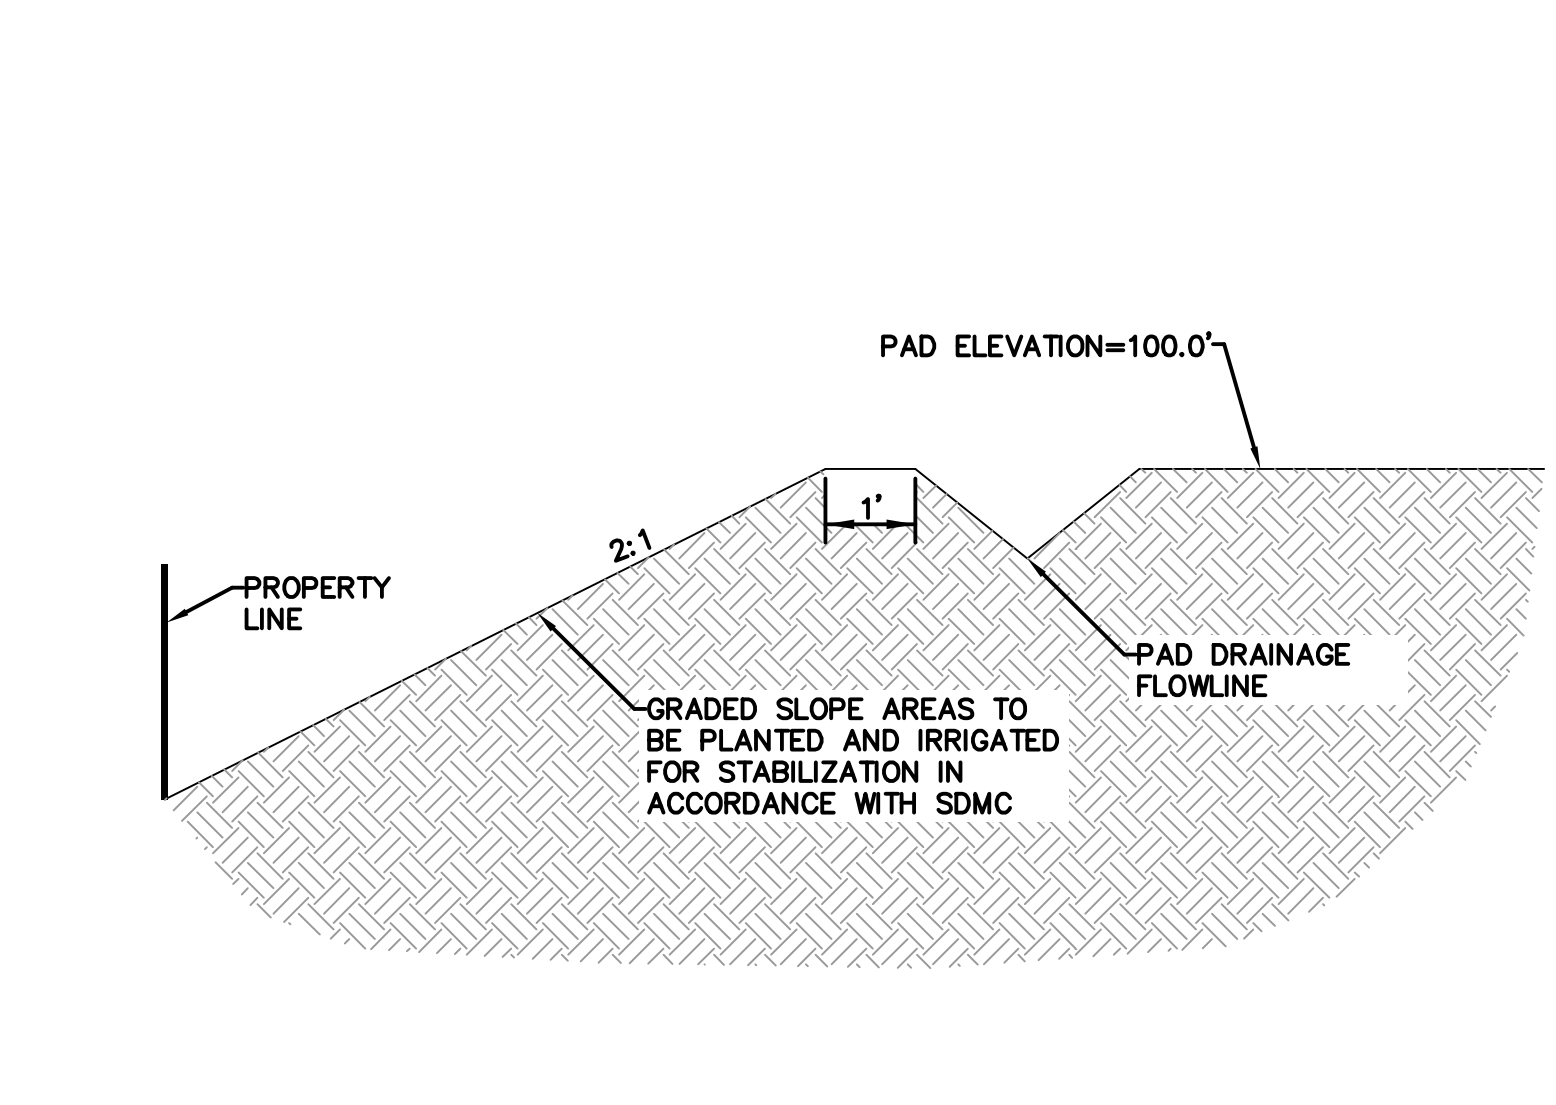 PAD ELEVATION=100.0'
1'
2:1
PROPERTY
LINE
PAD DRAINAGE
FLOWLINE
GRADED SLOPE AREAS TO
BE PLANTED AND IRRIGATED
FOR STABILIZATION IN
ACCORDANCE WITH SDMC